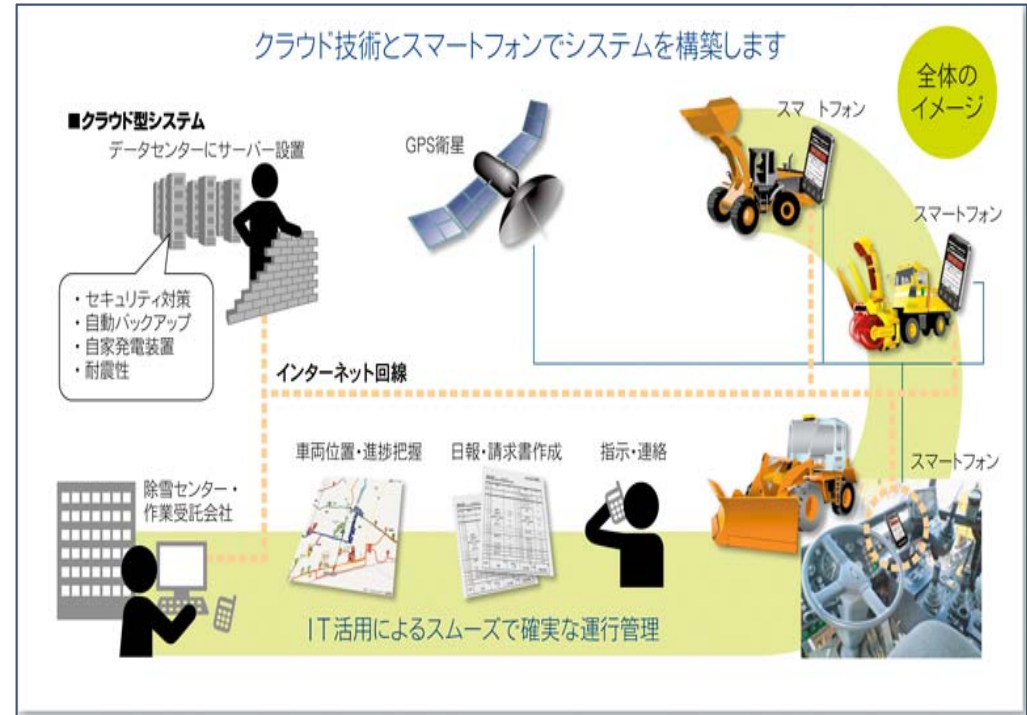 クラウド技術とスマートフォンでシステムを構築します
全体の
イメージ
■クラウド型システム
データセンターにサーバー設置
GPS衛星
スマ トフォン
スマートフォン
・セキュリティ対策
・自動バックアップ
・自家発電装置
・耐震性
インターネット回線
車両位置・進捗把握
日報・請求書作成
指示・連絡
スマートフォン
除雪センター・
作業受託会社
IT活用によるスムーズで確実な運行管理